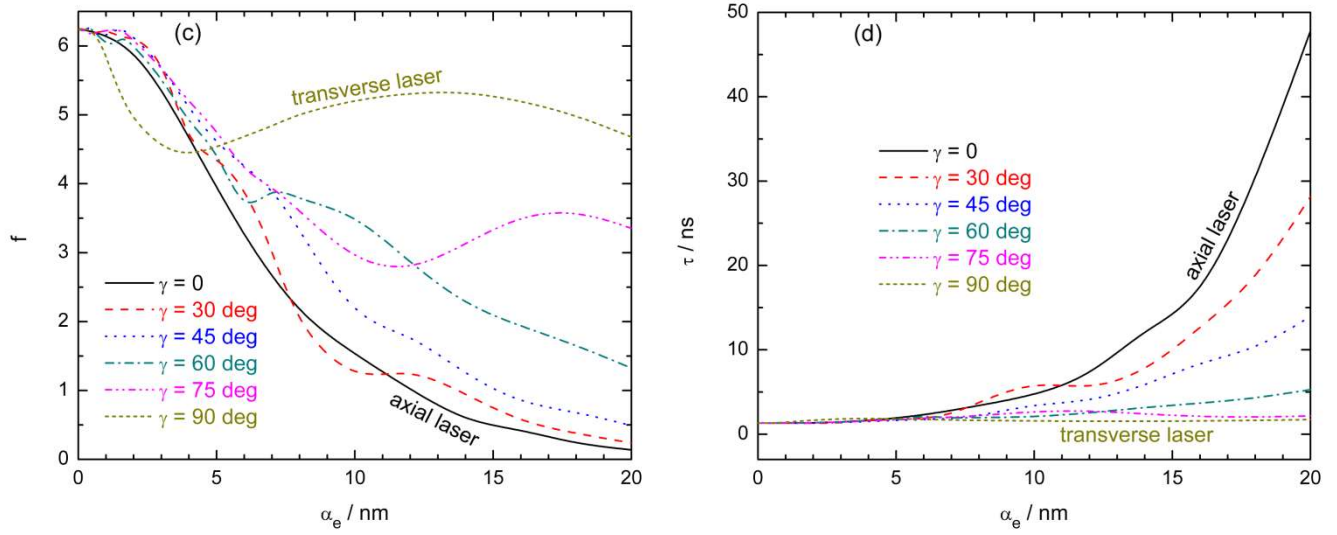 (c)
transverse laser
axial laser
γ = 0
γ = 30 deg
γ = 45 deg
γ = 60 deg
γ = 75 deg
γ = 90 deg
f
6
5
4
3
2
1
0
0 5 10 15 20
α_e / nm
(d)
γ = 0
γ = 30 deg
γ = 45 deg
γ = 60 deg
γ = 75 deg
γ = 90 deg
axial laser
transverse laser
τ / ns
50
40
30
20
10
0
0 5 10 15 20
α_e / nm